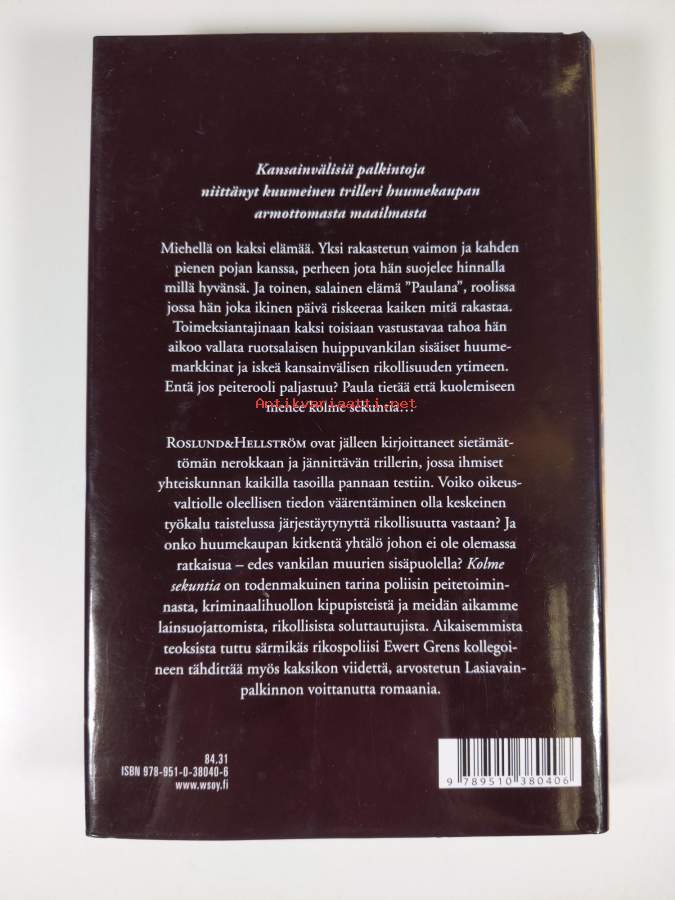 Kansainvälisiä palkintoja
niittänyt kuumeinen trilleri huumekaupan
armottomasta maailmasta
Miehellä on kaksi elämää. Yksi rakastetun vaimon ja kahden
pienen pojan kanssa, perheen jota hän suojelee hinnalla
millä hyvänsä. Ja toinen, salainen elämä ”Paulana”, roolissa
jossa hän joka ikinen päivä riskeeraa kaiken mitä rakastaa.
Toimeksiantajinaan kaksi toisiaan vastustavaa tahoa hän
aikoo vallata ruotsalaisen huippuvankilan sisäiset huume-
markkinat ja iskeä kansainvälisen rikollisuuden ytimeen.
Entä jos peiterooli paljastuu? Paula tietää että kuolemiseen
Antikvariaatti.net
menee kolme sekuntia…
ROSLUND&HELLSTRÖM ovat jälleen kirjoittaneet sietämät-
tömän nerokkaan ja jännittävän trillerin, jossa ihmiset
yhteiskunnan kaikilla tasoilla pannaan testiin. Voiko oikeus-
valtiolle oleellisen tiedon väärentäminen olla keskeinen
työkalu taistelussa järjestäytynyttä rikollisuutta vastaan? Ja
onko huumekaupan kitkentä yhtälö johon ei ole olemassa
ratkaisua – edes vankilan muurien sisäpuolella? Kolme
sekuntia on todenmakuinen tarina poliisin peitetoimin-
nasta, kriminaalihuollon kipupisteistä ja meidän aikamme
lainsuojattomista, rikollisista soluttautujista. Aikaisemmista
teoksista tuttu särmikäs rikospoliisi Ewert Grens kollegoi-
neen tähdittää myös kaksikon viidettä, arvostetun Lasiavain-
palkinnon voittanutta romaania.
84.31
ISBN 978-951-0-38040-6
www.wsoy.fi
9 789510 380406